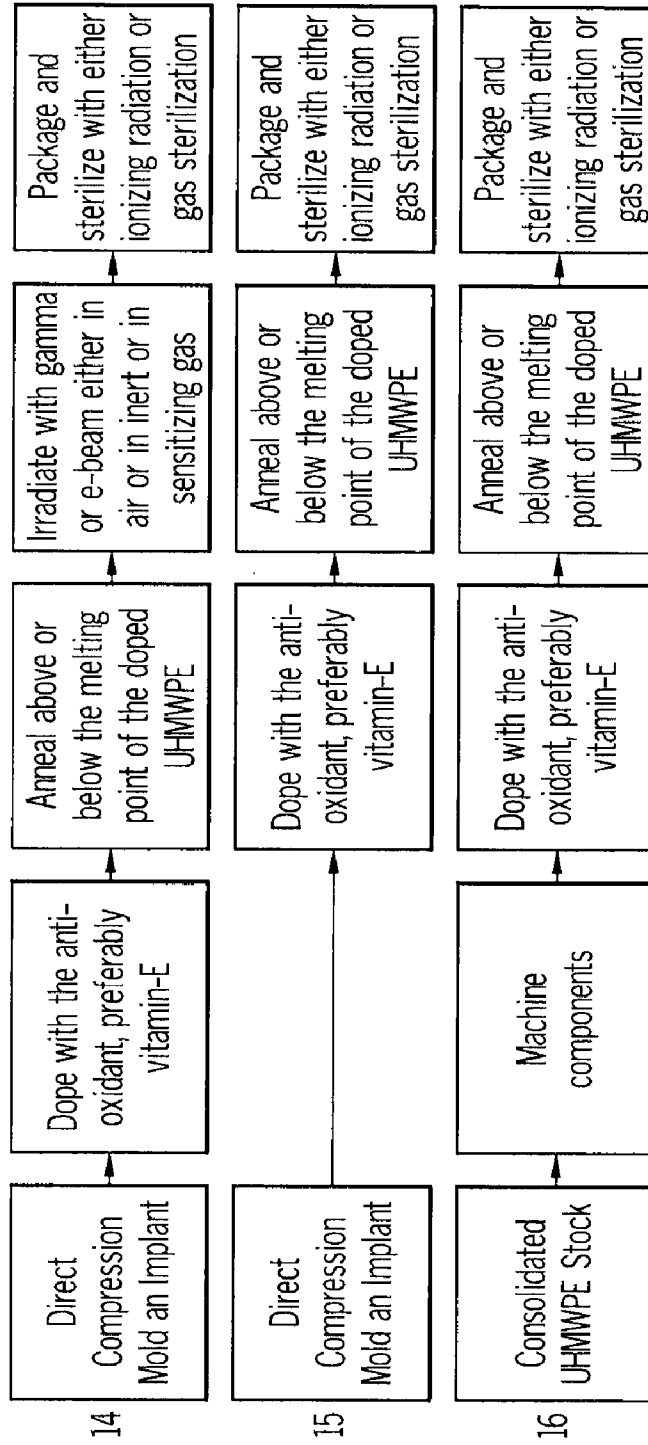 14
Direct
Compression
Mold an Implant
Dope with the anti-
oxidant, preferably
vitamin-E
Anneal above or
below the melting
point of the doped
UHMWPE
Irradiate with gamma
or e-beam either in
air or in inert or in
sensitizing gas
Package and
sterilize with either
ionizing radiation or
gas sterilization
15
Direct
Compression
Mold an Implant
Dope with the anti-
oxidant, preferably
vitamin-E
Anneal above or
below the melting
point of the doped
UHMWPE
Package and
sterilize with either
ionizing radiation or
gas sterilization
16
Consolidated
UHMWPE Stock
Machine
components
Dope with the anti-
oxidant, preferably
vitamin-E
Anneal above or
below the melting
point of the doped
UHMWPE
Package and
sterilize with either
ionizing radiation or
gas sterilization